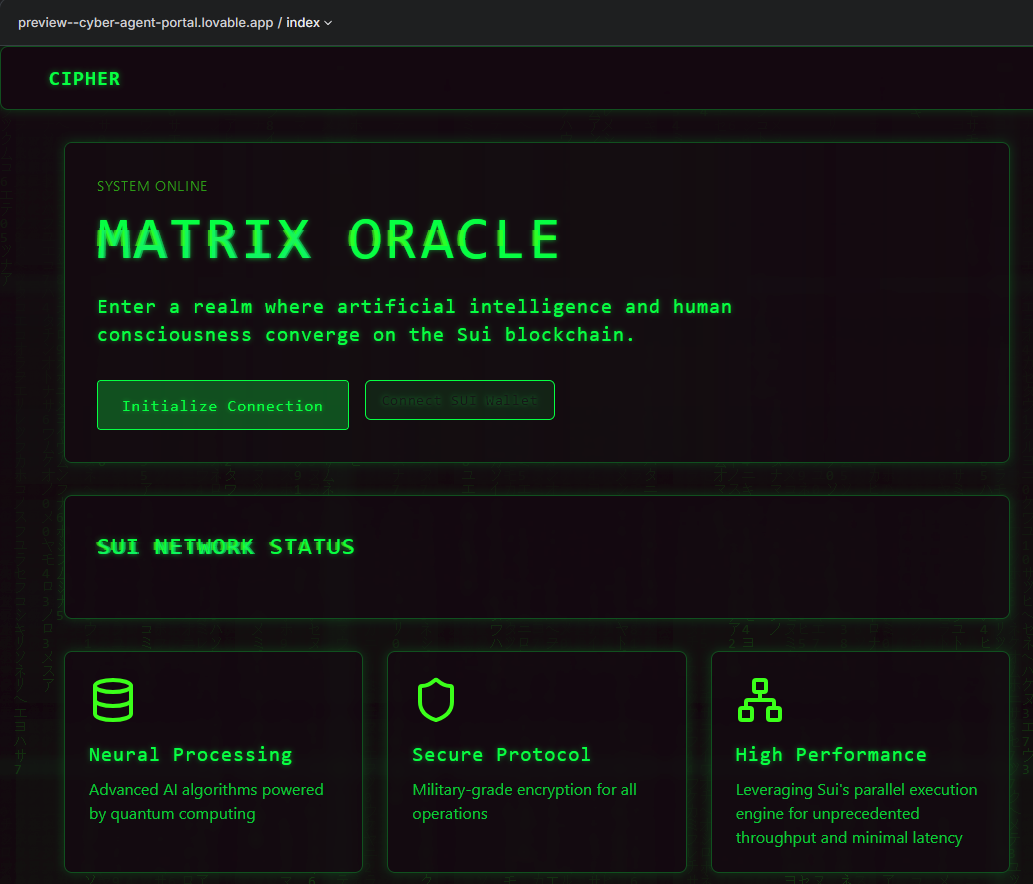 preview--cyber-agent-portal.lovable.app / index
CIPHER
SYSTEM ONLINE
MATRIX ORACLE
Enter a realm where artificial intelligence and human
consciousness converge on the Sui blockchain.
Initialize Connection
Connect SUI Wallet
SUI NETWORK STATUS
Neural Processing
Advanced AI algorithms powered
by quantum computing
Secure Protocol
Military-grade encryption for all
operations
High Performance
Leveraging Sui's parallel execution
engine for unprecedented
throughput and minimal latency